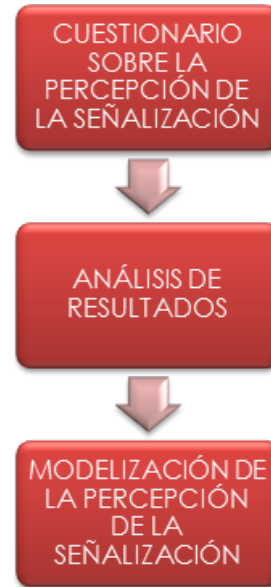 CUESTIONARIO
SOBRE LA
PERCEPCIÓN DE
LA SEÑALIZACIÓN
ANÁLISIS DE
RESULTADOS
MODELIZACIÓN DE
LA PERCEPCIÓN
DE LA
SEÑALIZACIÓN